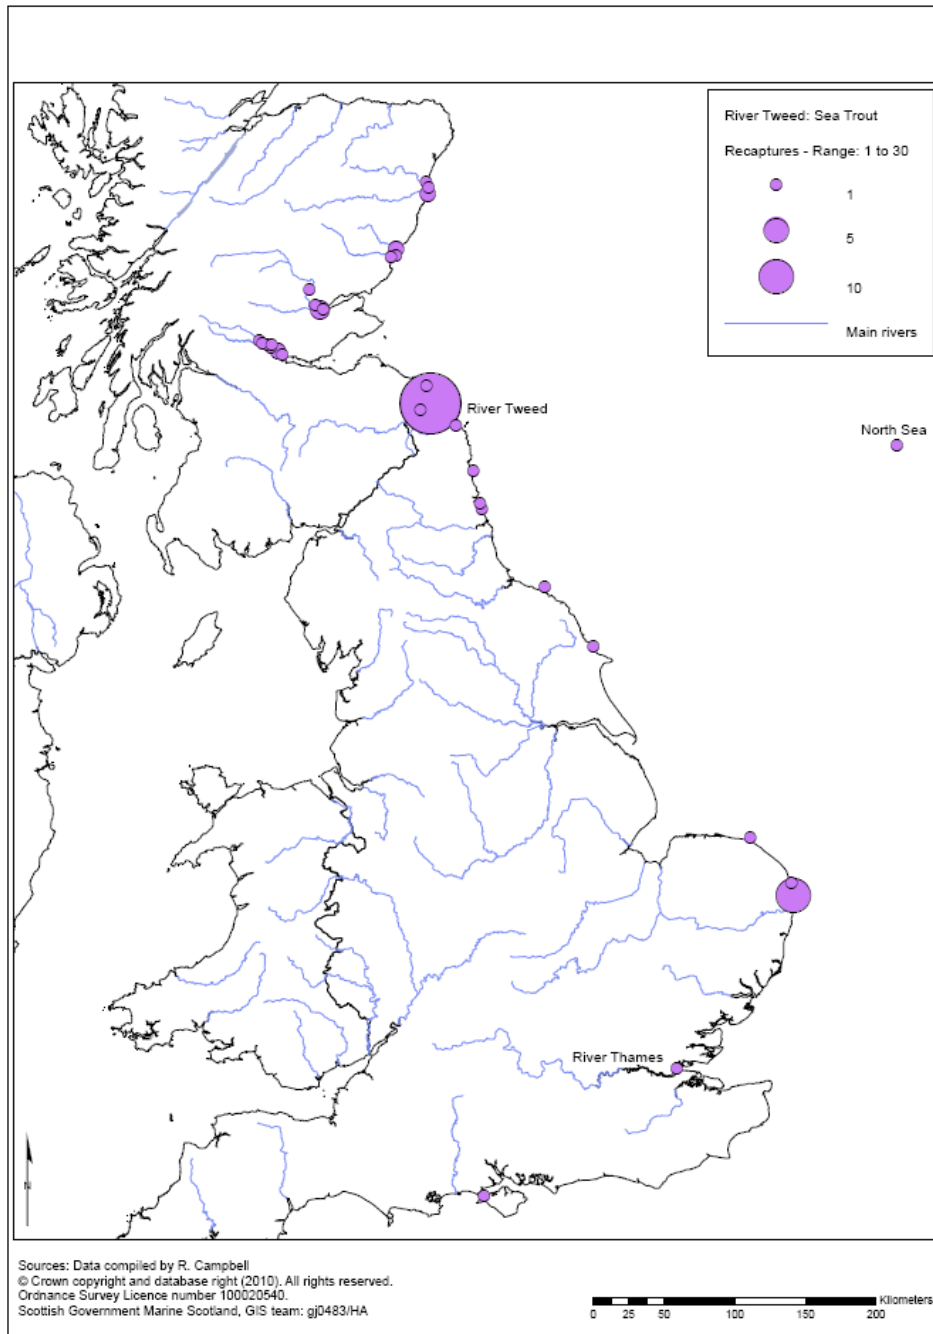 River Tweed: Sea Trout
Recaptures - Range: 1 to 30
1
5
10
Main rivers
River Tweed
North Sea
River Thames
N
Sources: Data compiled by R. Campbell
© Crown copyright and database right (2010). All rights reserved.
Ordnance Survey Licence number 100020540.
Scottish Government Marine Scotland, GIS team: gj0483/HA
Kilometers
0 25 50 100 150 200